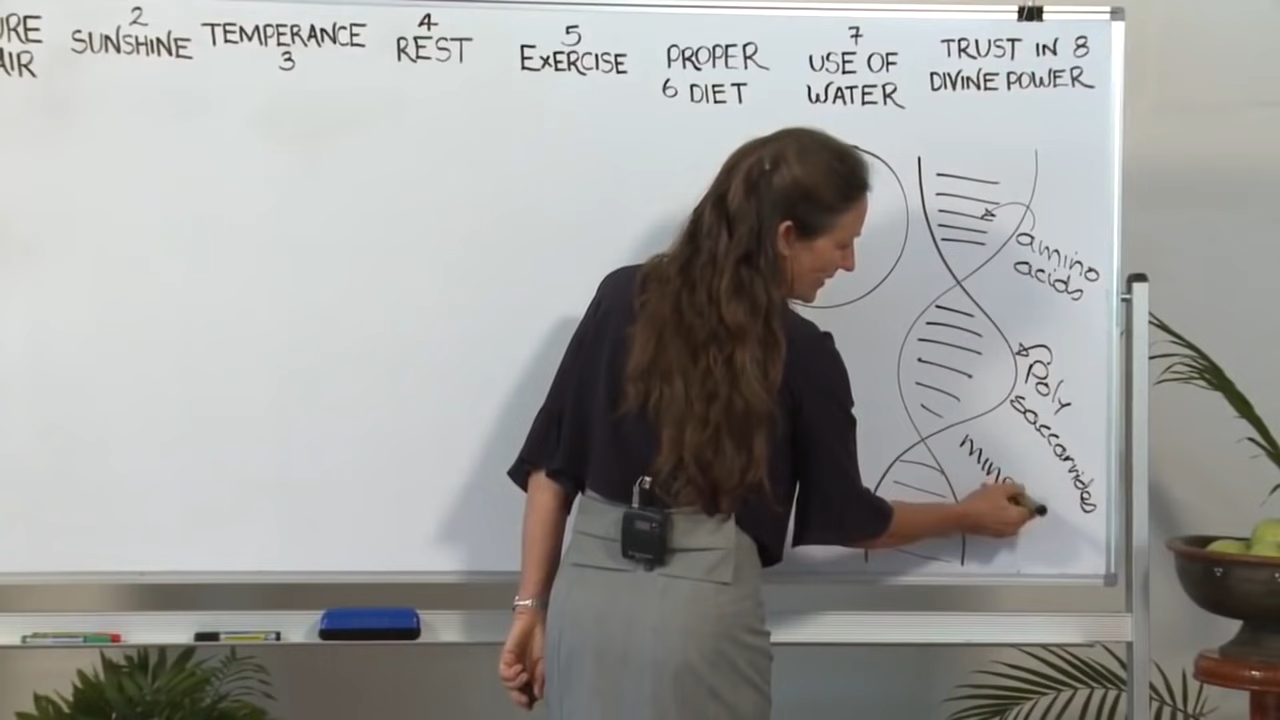 URE
AIR
2
SUNSHINE
TEMPERANCE
3
4
REST
5
EXERCISE
PROPER
6 DIET
7
USE OF
WATER
TRUST IN 8
DIVINE POWER
amino
acids
Poly
saccarides
mine